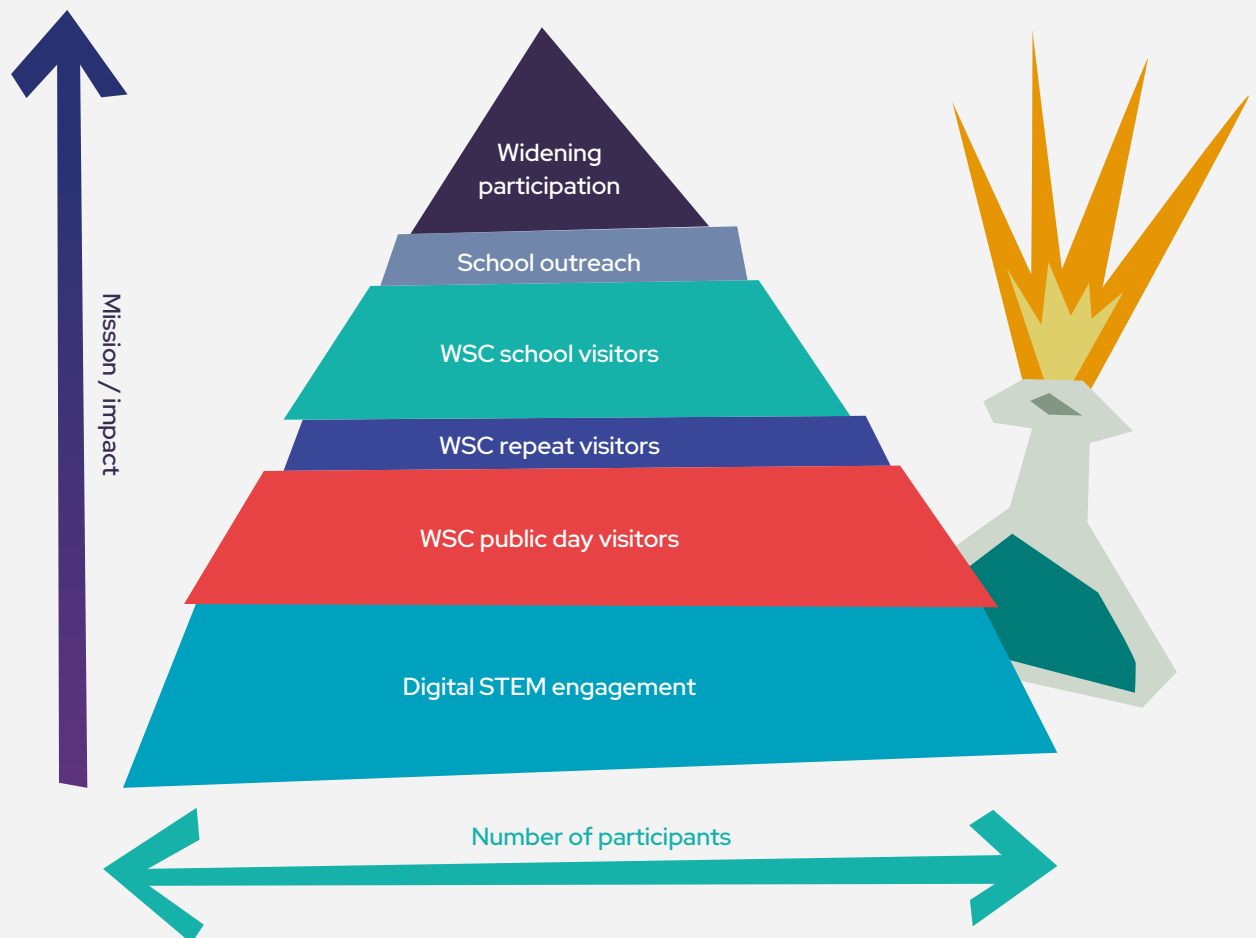 Widening
participation
School outreach
WSC school visitors
Mission / impact
WSC repeat visitors
WSC public day visitors
Digital STEM engagement
Number of participants